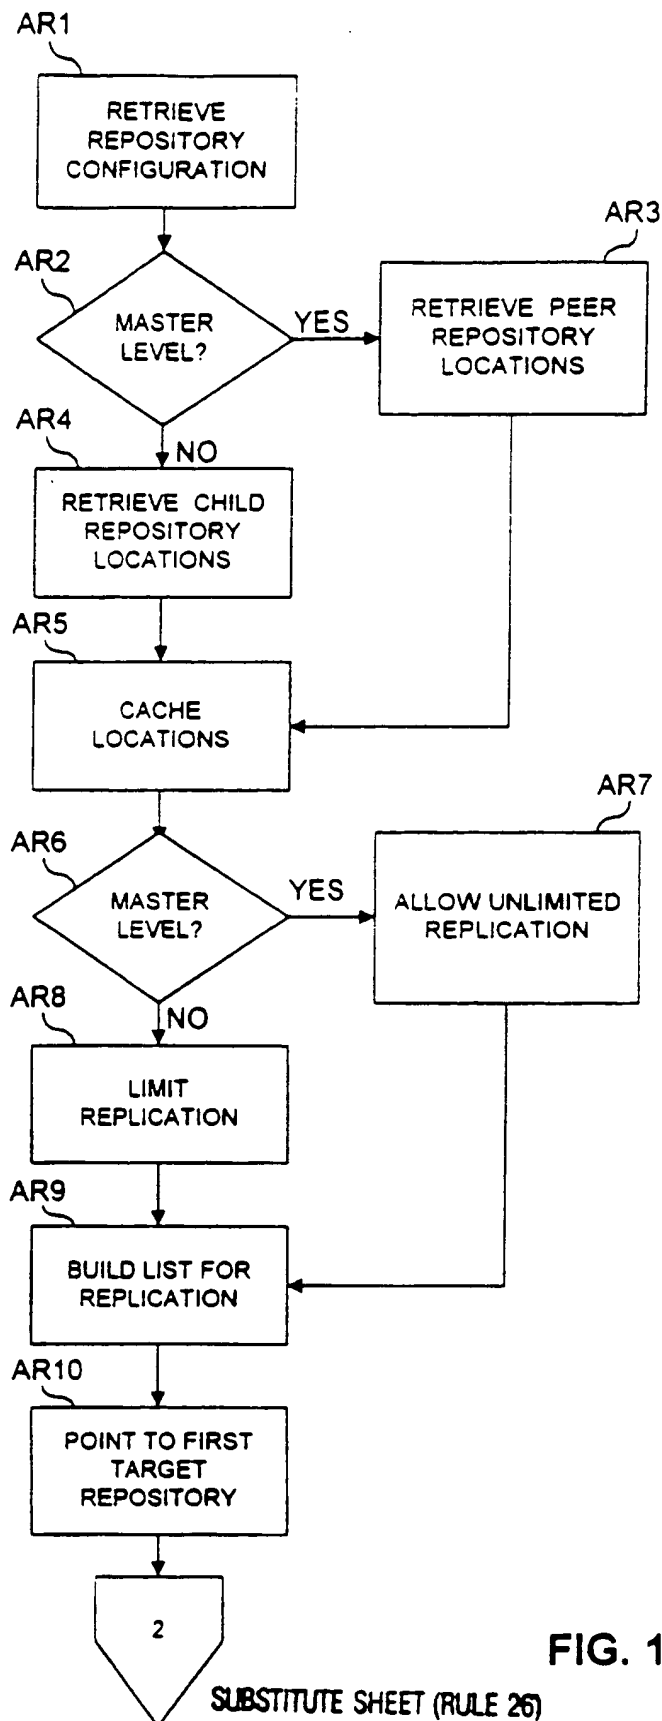 AR1
RETRIEVE
REPOSITORY
CONFIGURATION
AR2
MASTER
LEVEL?
YES
AR3
RETRIEVE PEER
REPOSITORY
LOCATIONS
NO
AR4
RETRIEVE CHILD
REPOSITORY
LOCATIONS
AR5
CACHE
LOCATIONS
AR6
MASTER
LEVEL?
YES
AR7
ALLOW UNLIMITED
REPLICATION
NO
AR8
LIMIT
REPLICATION
AR9
BUILD LIST FOR
REPLICATION
AR10
POINT TO FIRST
TARGET
REPOSITORY
2
FIG. 1
SUBSTITUTE SHEET (RULE 26)